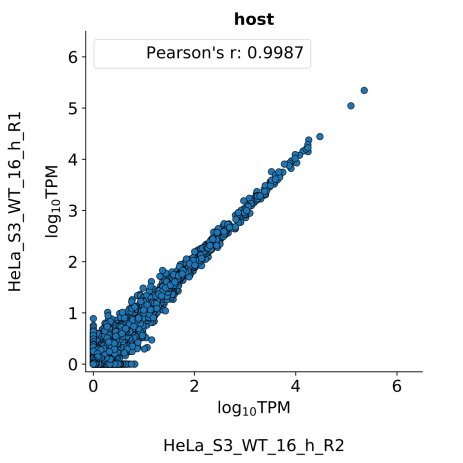 host
Pearson's r: 0.9987
HeLa_S3_WT_16_h_R1
log₁₀TPM
6
5
4
3
2
1
0
0 2 4 6
log₁₀TPM
HeLa_S3_WT_16_h_R2